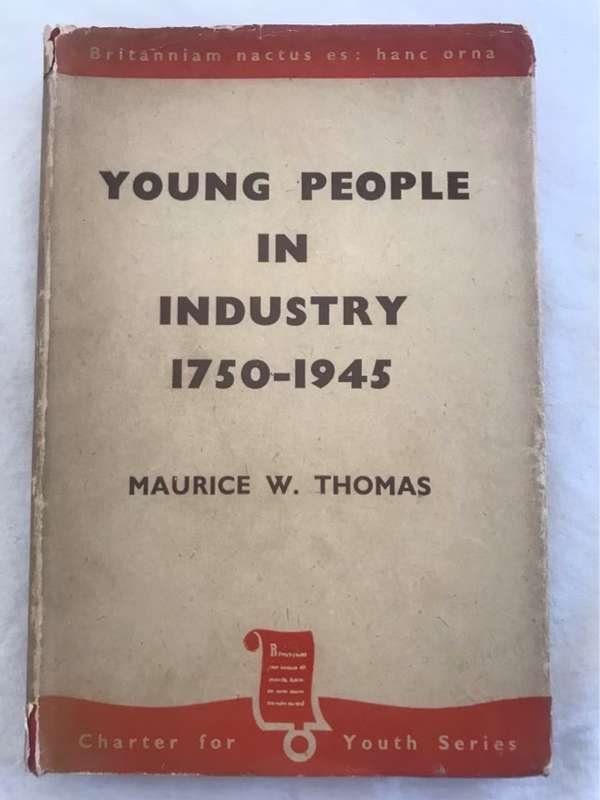 Britanniam nactus es: hanc orna
YOUNG PEOPLE
IN
INDUSTRY
1750-1945
MAURICE W. THOMAS
Charter for Youth Series